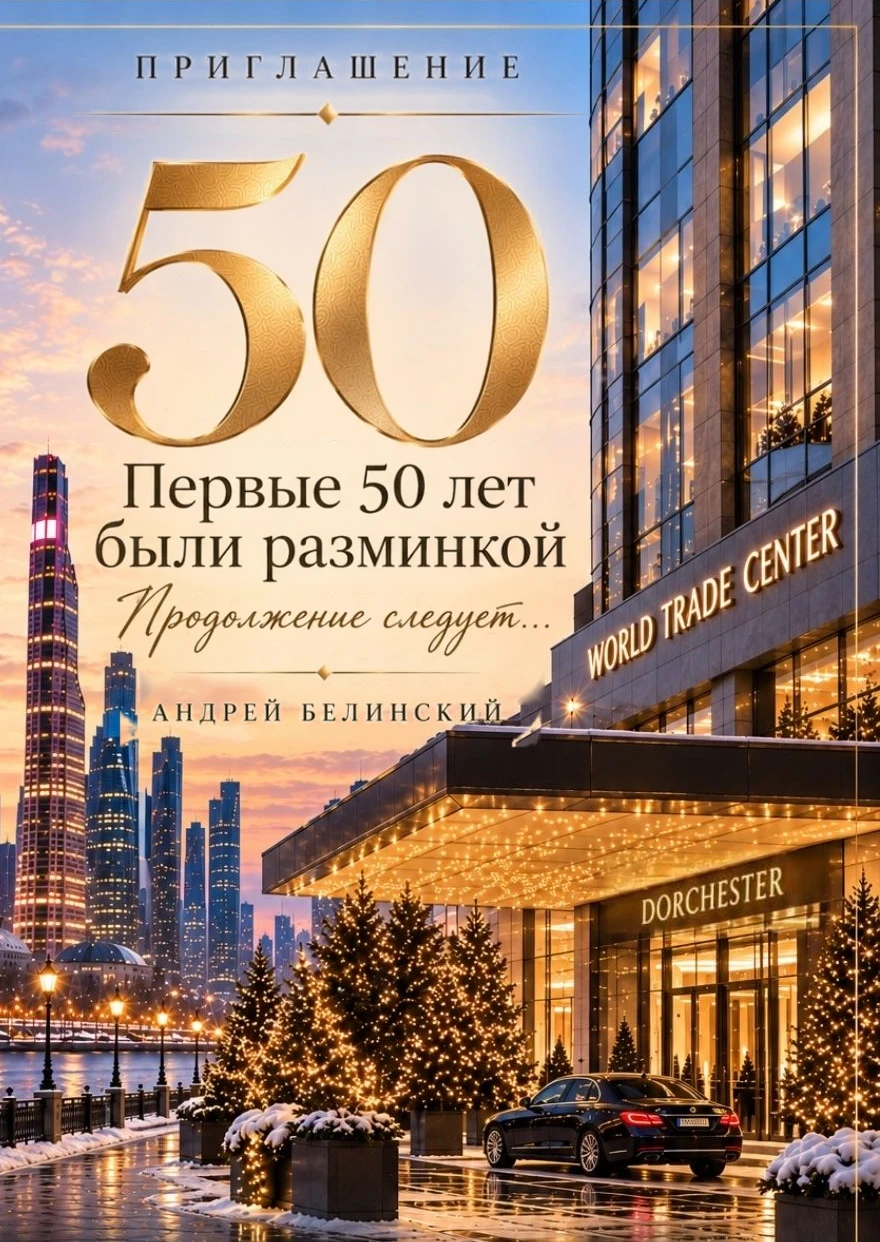 ПРИГЛАШЕНИЕ
50
Первые 50 лет
были разминкой
Продолжение следует...
АНДРЕЙ БЕЛИНСКИЙ
WORLD TRADE CENTER
DORCHESTER